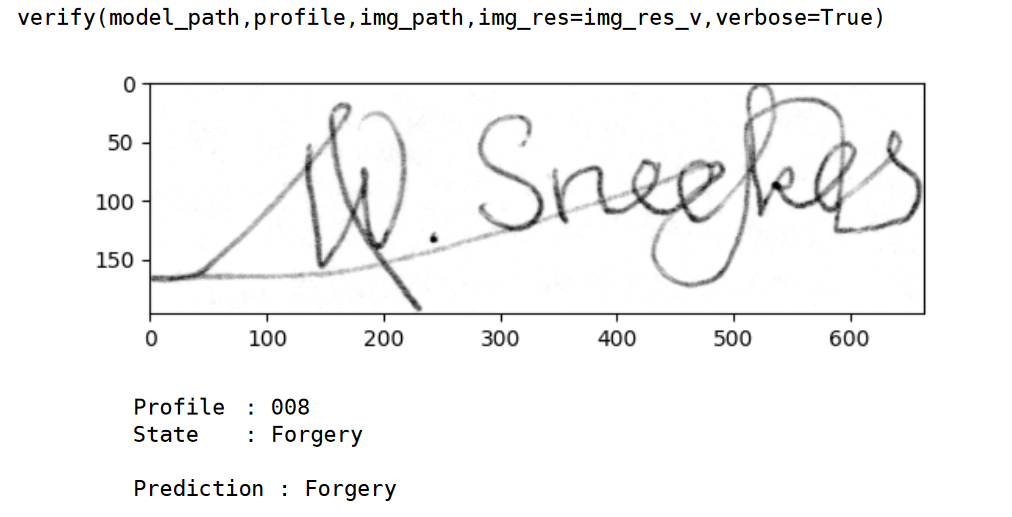 verify(model_path,profile,img_path,img_res=img_res_v,verbose=True)
0
50
100
150
W. Sneekes
0 100 200 300 400 500 600
Profile : 008
State : Forgery
Prediction : Forgery